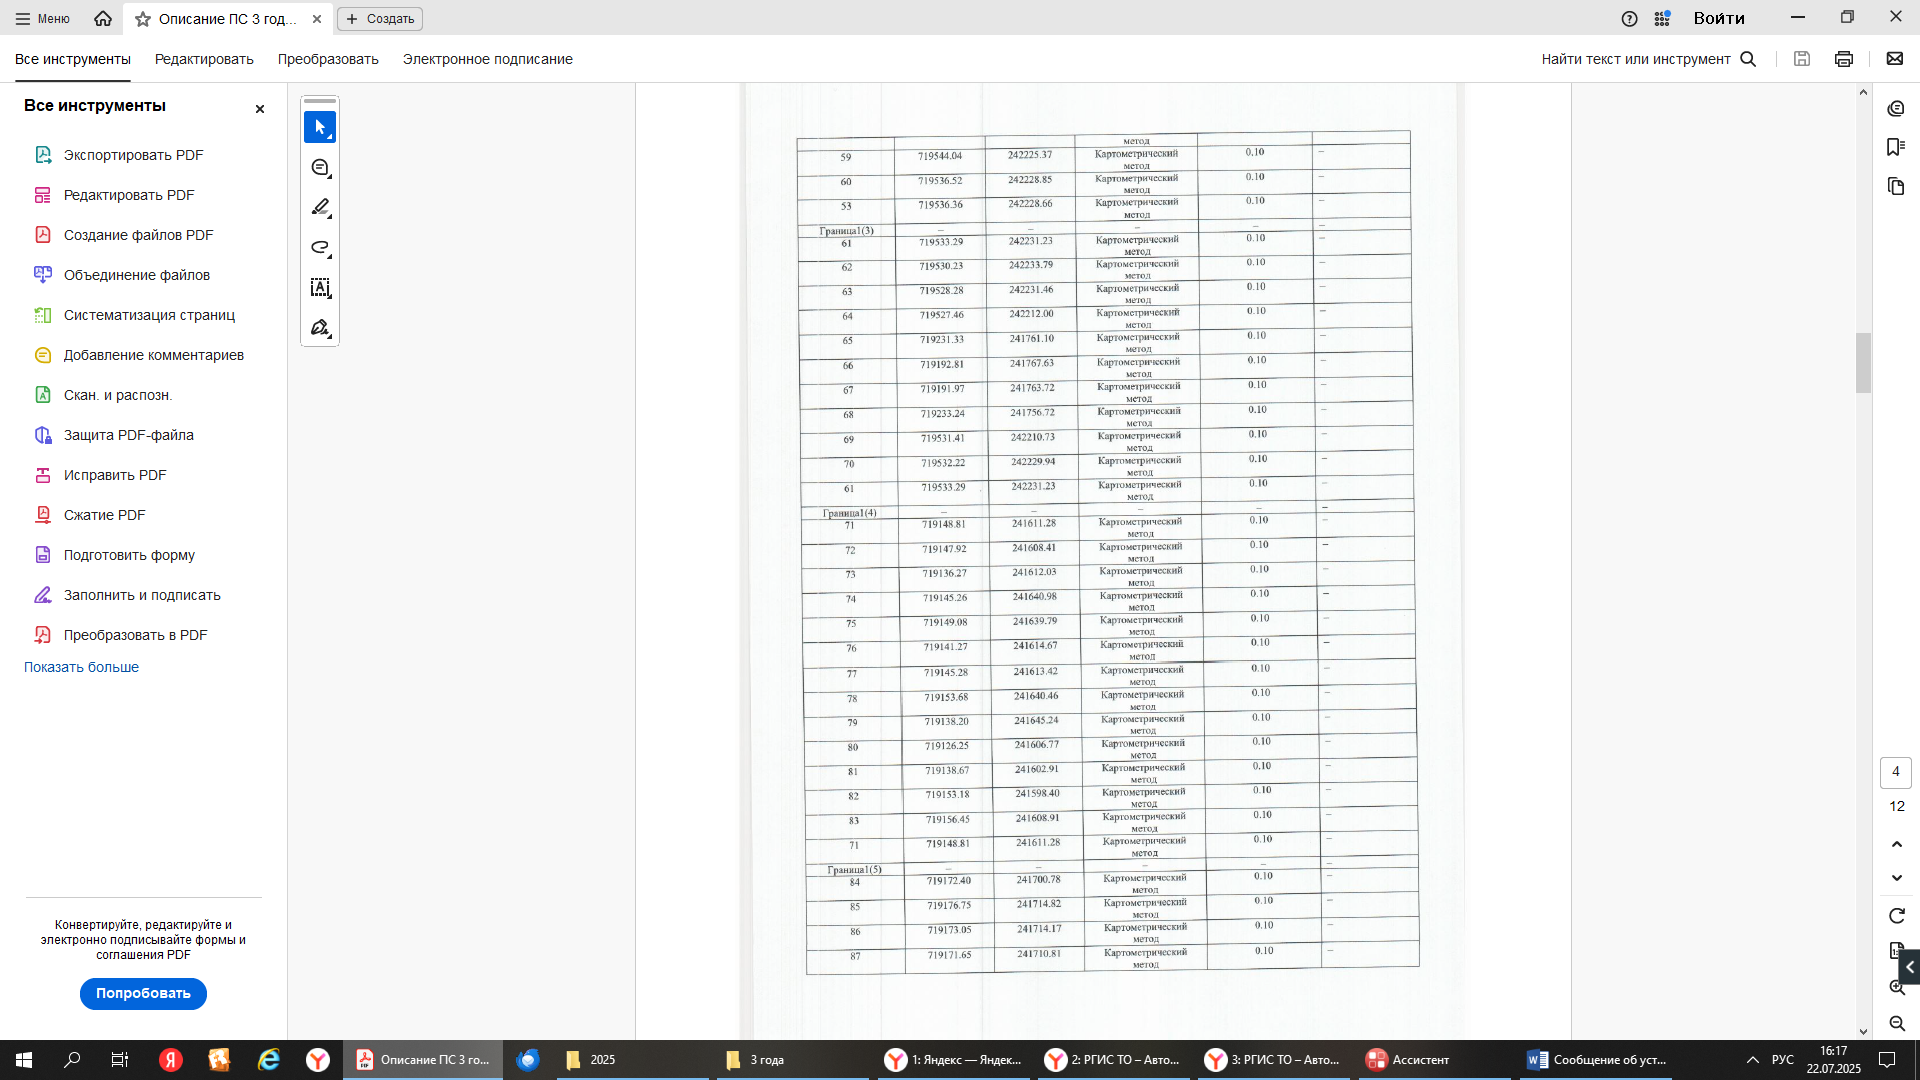 Меню
Описание ПС 3 год...
Создать
Войти
Все инструменты
Редактировать
Преобразовать
Электронное подписание
Найти текст или инструмент
Все инструменты
Экспортировать PDF
Редактировать PDF
Создание файлов PDF
Объединение файлов
Систематизация страниц
Добавление комментариев
Скан. и распозн.
Защита PDF-файла
Исправить PDF
Сжатие PDF
Подготовить форму
Заполнить и подписать
Преобразовать в PDF
Показать больше
Конвертируйте, редактируйте и
электронно подписывайте формы и
соглашения PDF
Попробовать
метод
59 719544.04 242225.37 Картометрический метод 0.10 –
60 719536.52 242228.85 Картометрический метод 0.10 –
53 719536.36 242228.66 Картометрический метод 0.10 –
Граница1(3) – – – – –
61 719533.29 242231.23 Картометрический метод 0.10 –
62 719530.23 242233.79 Картометрический метод 0.10 –
63 719528.28 242231.46 Картометрический метод 0.10 –
64 719527.46 242212.00 Картометрический метод 0.10 –
65 719231.33 241761.10 Картометрический метод 0.10 –
66 719192.81 241767.63 Картометрический метод 0.10 –
67 719191.97 241763.72 Картометрический метод 0.10 –
68 719233.24 241756.72 Картометрический метод 0.10 –
69 719531.41 242210.73 Картометрический метод 0.10 –
70 719532.22 242229.94 Картометрический метод 0.10 –
61 719533.29 242231.23 Картометрический метод 0.10 –
Граница1(4) – – – – –
71 719148.81 241611.28 Картометрический метод 0.10 –
72 719147.92 241608.41 Картометрический метод 0.10 –
73 719136.27 241612.03 Картометрический метод 0.10 –
74 719145.26 241640.98 Картометрический метод 0.10 –
75 719149.08 241639.79 Картометрический метод 0.10 –
76 719141.27 241614.67 Картометрический метод 0.10 –
77 719145.28 241613.42 Картометрический метод 0.10 –
78 719153.68 241640.46 Картометрический метод 0.10 –
79 719138.20 241645.24 Картометрический метод 0.10 –
80 719126.25 241606.77 Картометрический метод 0.10 –
81 719138.67 241602.91 Картометрический метод 0.10 –
82 719153.18 241598.40 Картометрический метод 0.10 –
83 719156.45 241608.91 Картометрический метод 0.10 –
71 719148.81 241611.28 Картометрический метод 0.10 –
Граница1(5) – – – – –
84 719172.40 241700.78 Картометрический метод 0.10 –
85 719176.75 241714.82 Картометрический метод 0.10 –
86 719173.05 241714.17 Картометрический метод 0.10 –
87 719171.65 241710.81 Картометрический метод 0.10 –
4
12
Описание ПС 3 го...
2025
3 года
1: Яндекс — Яндек...
2: РГИС ТО – Авто...
3: РГИС ТО – Авто...
Ассистент
Сообщение об уст...
РУС
16:17
22.07.2025